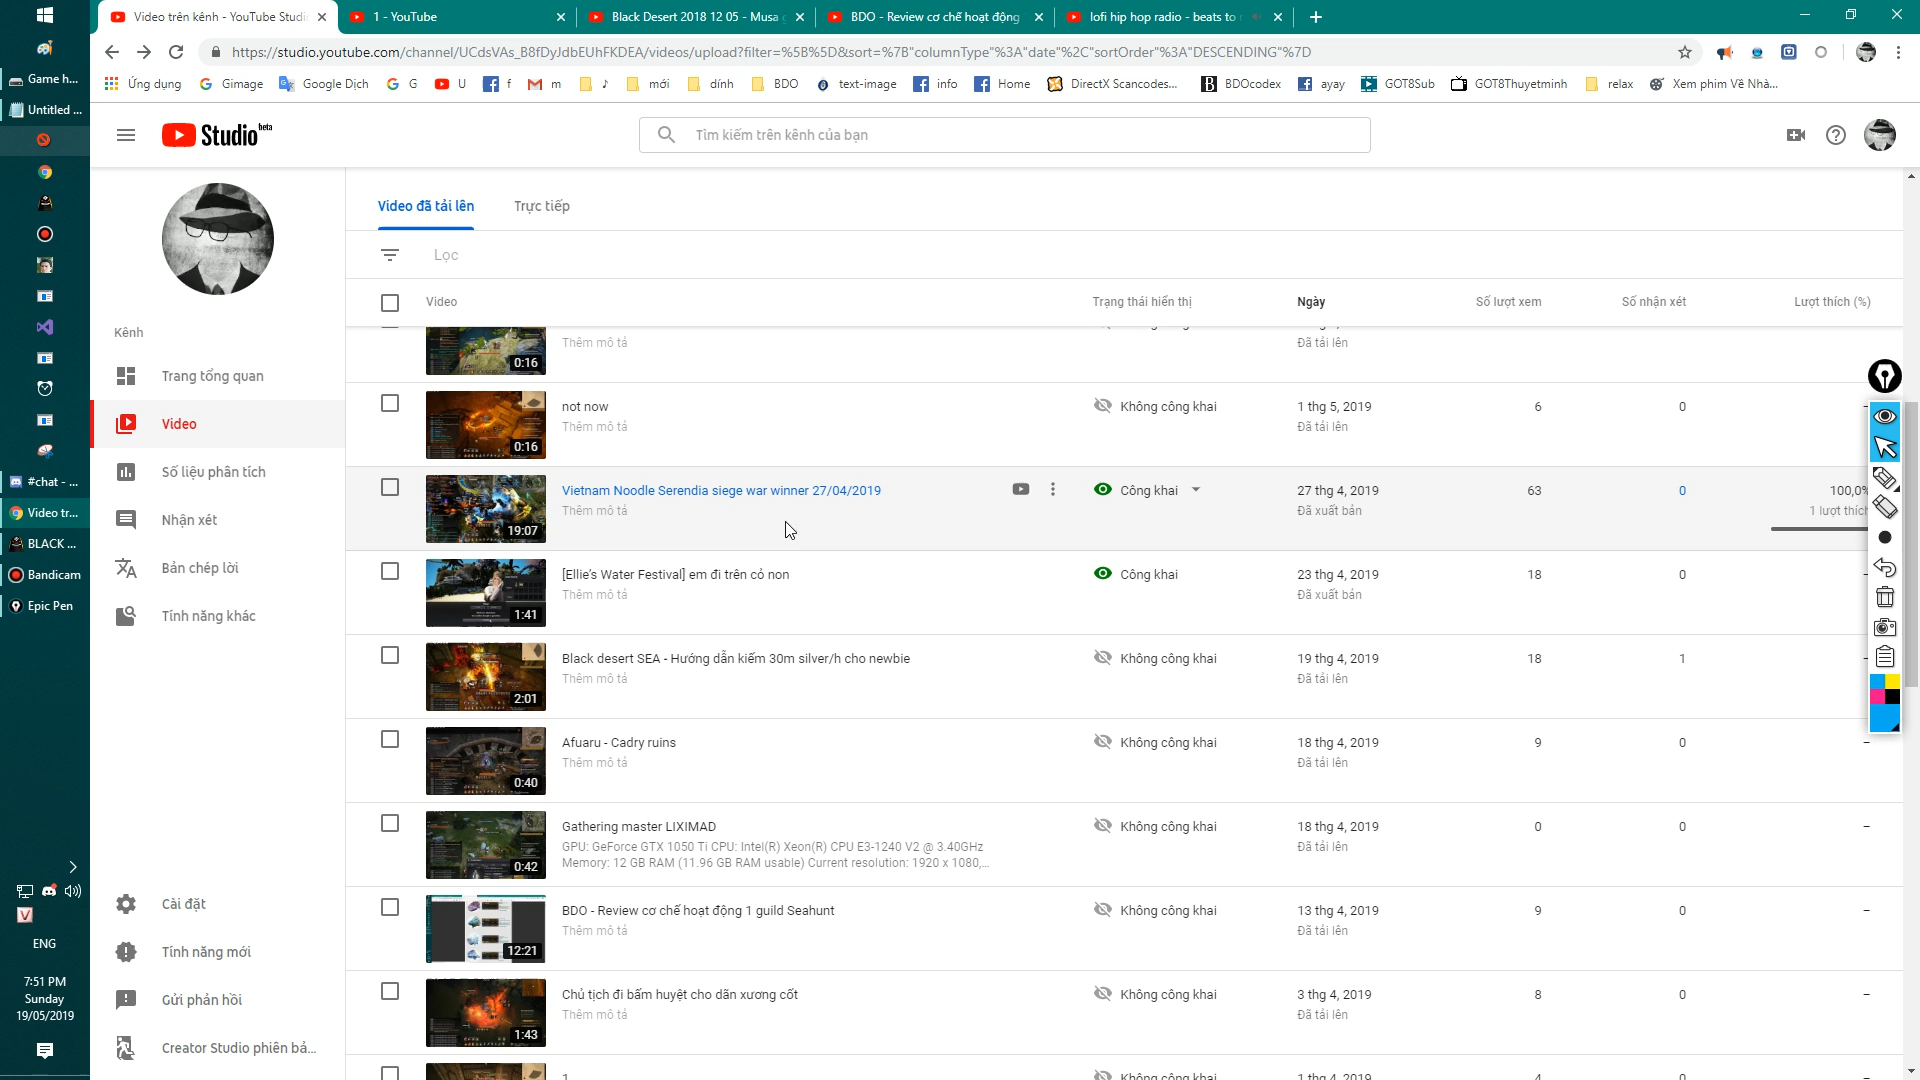 Video trên kênh - YouTube Studi
1 - YouTube
Black Desert 2018 12 05 - Musa
BDO - Review cơ chế hoạt động
lofi hip hop radio - beats to
https://studio.youtube.com/channel/UCdsVAs_B8fDyJdbEUhFKDEA/videos/upload?filter=%5B%5D&sort=%7B"columnType"%3A"date"%2C"sortOrder"%3A"DESCENDING"%7D
Ứng dụng
Gimage
Google Dịch
G
U
f
m
♪
mới
dính
BDO
text-image
info
Home
DirectX Scancodes...
BDOcodex
ayay
GOT8Sub
GOT8Thuyetminh
relax
Xem phim Về Nhà...
Game h...
Untitled ...
#chat - ...
Video tr...
BLACK ...
Bandicam
Epic Pen
ENG
7:51 PM
Sunday
19/05/2019
Studio beta
Tìm kiếm trên kênh của bạn
Kênh
Trang tổng quan
Video
Số liệu phân tích
Nhận xét
Bản chép lời
Tính năng khác
Cài đặt
Tính năng mới
Gửi phản hồi
Creator Studio phiên bả...
Video đã tải lên
Trực tiếp
Lọc
Video
Trạng thái hiển thị
Ngày
Số lượt xem
Số nhận xét
Lượt thích (%)
0:16
Thêm mô tả
Đã tải lên
0:16
not now
Thêm mô tả
Không công khai
1 thg 5, 2019
Đã tải lên
6
0
–
19:07
Vietnam Noodle Serendia siege war winner 27/04/2019
Thêm mô tả
Công khai
27 thg 4, 2019
Đã xuất bản
63
0
100,0%
1 lượt thích
1:41
[Ellie's Water Festival] em đi trên cỏ non
Thêm mô tả
Công khai
23 thg 4, 2019
Đã xuất bản
18
0
–
2:01
Black desert SEA - Hướng dẫn kiếm 30m silver/h cho newbie
Thêm mô tả
Không công khai
19 thg 4, 2019
Đã tải lên
18
1
–
0:40
Afuaru - Cadry ruins
Thêm mô tả
Không công khai
18 thg 4, 2019
Đã tải lên
9
0
–
0:42
Gathering master LIXIMAD
GPU: GeForce GTX 1050 Ti CPU: Intel(R) Xeon(R) CPU E3-1240 V2 @ 3.40GHz
Memory: 12 GB RAM (11.96 GB RAM usable) Current resolution: 1920 x 1080,...
Không công khai
18 thg 4, 2019
Đã tải lên
0
0
–
12:21
BDO - Review cơ chế hoạt động 1 guild Seahunt
Thêm mô tả
Không công khai
13 thg 4, 2019
Đã tải lên
9
0
–
1:43
Chủ tịch đi bấm huyệt cho dãn xương cốt
Thêm mô tả
Không công khai
3 thg 4, 2019
Đã tải lên
8
0
–
1
Không công khai
1 thg 4, 2019
4
0